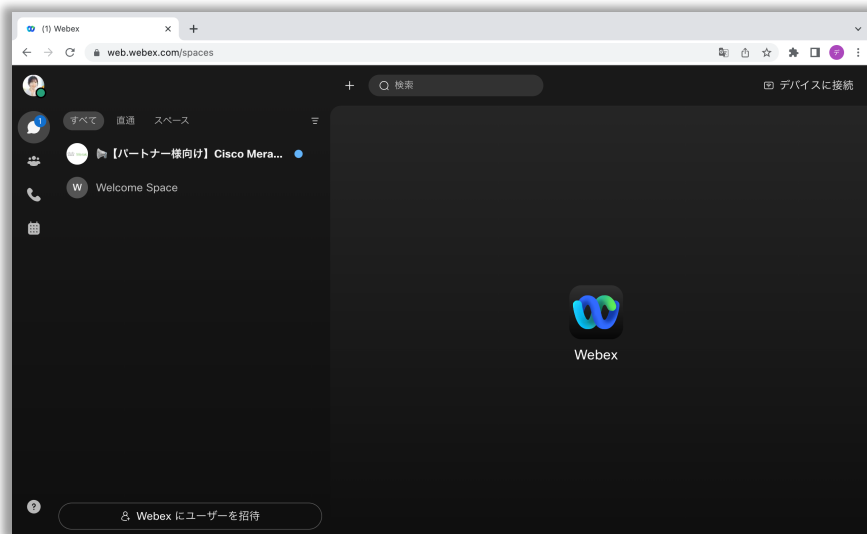 (1) Webex
web.webex.com/spaces
デ
検索
デバイスに接続
1
すべて
直通
スペース
【パートナー様向け】Cisco Mera...
W
Welcome Space
Webex
?
Webex にユーザーを招待